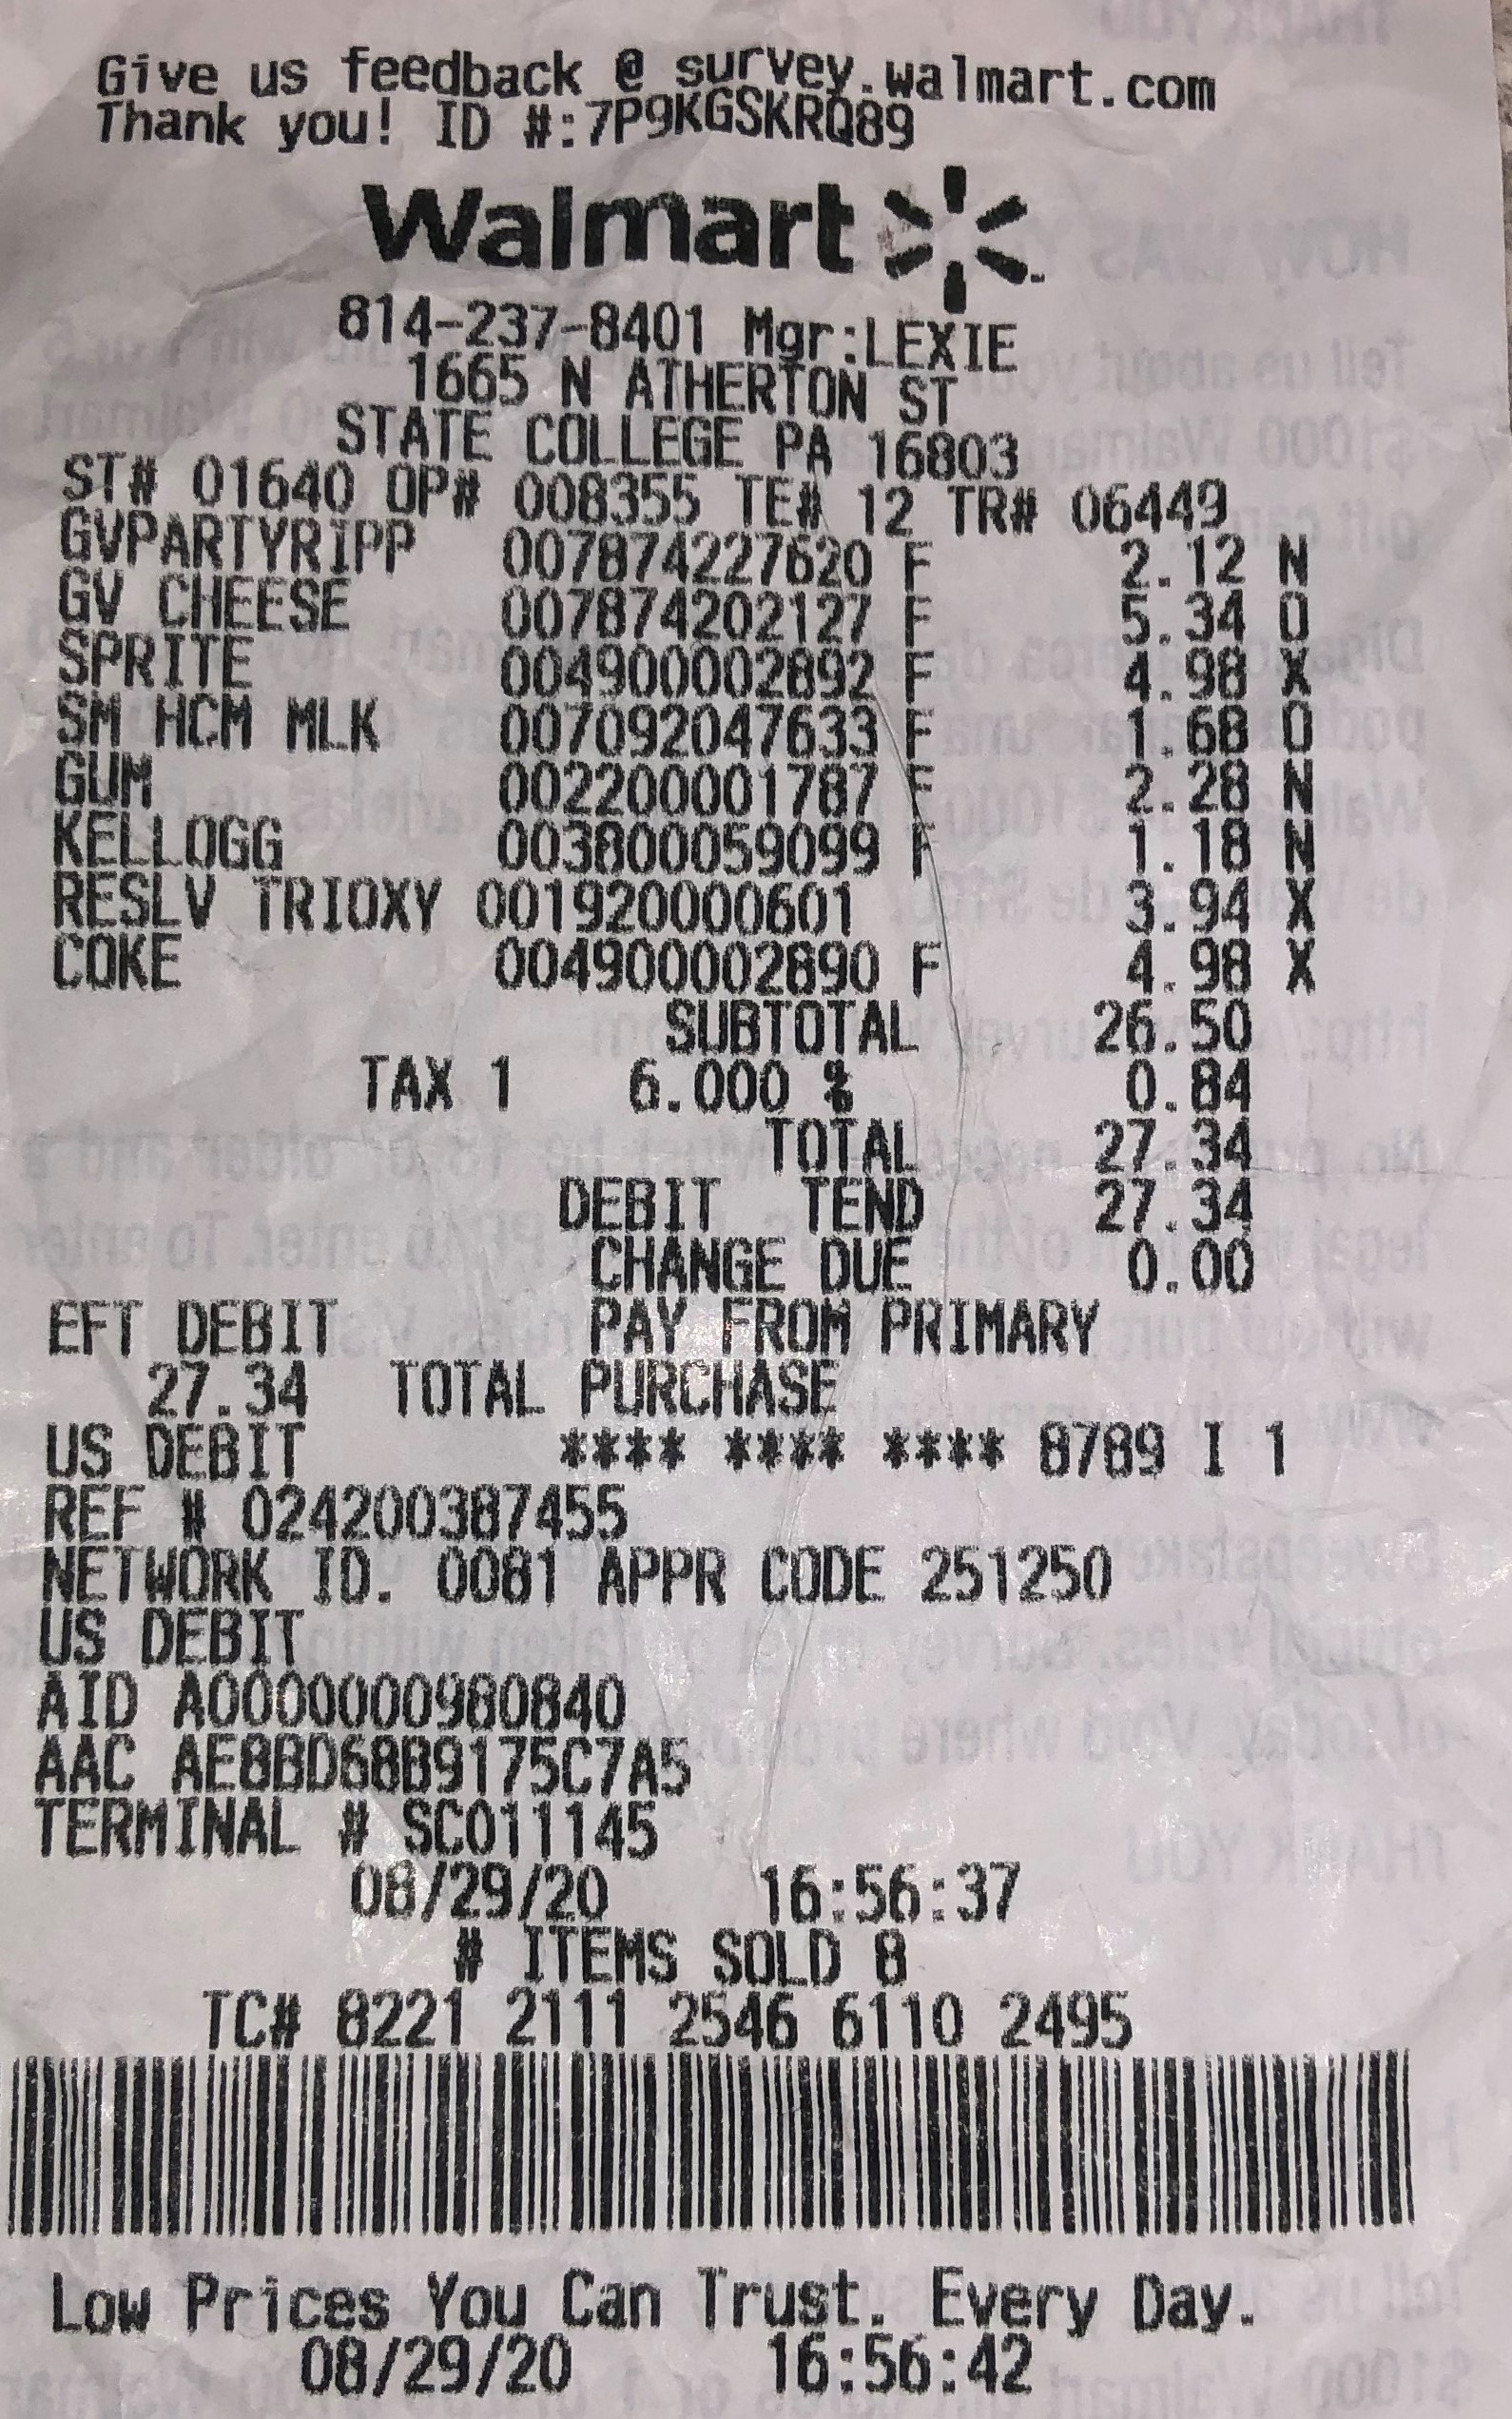 Give us feedback @ survey.walmart.com
Thank you! ID #:7P9KGSKRQ89
Walmart
814-237-8401 Mgr:LEXIE
1665 N ATHERTON ST
STATE COLLEGE PA 16803
ST# 01640 OP# 008355 TE# 12 TR# 06449
GVPARTYRIPP 007874227620 F 2.12 N
GV CHEESE 007874202127 F 5.34 O
SPRITE 004900002892 F 4.98 X
SM HCM MLK 007092047633 F 1.68 O
GUM 002200001787 F 2.28 N
KELLOGG 003800059099 F 1.18 N
RESLV TRIOXY 001920000601 3.94 X
COKE 004900002890 F 4.98 X
SUBTOTAL 26.50
TAX 1 6.000 % 0.84
TOTAL 27.34
DEBIT TEND 27.34
CHANGE DUE 0.00
EFT DEBIT PAY FROM PRIMARY
27.34 TOTAL PURCHASE
US DEBIT **** **** **** 8789 I 1
REF # 024200387455
NETWORK ID. 0081 APPR CODE 251250
US DEBIT
AID A0000000980840
AAC AE8BD68B9175C7A5
TERMINAL # SC011145
08/29/20 16:56:37
# ITEMS SOLD 8
TC# 8221 2111 2546 6110 2495
Low Prices You Can Trust. Every Day.
08/29/20 16:56:42